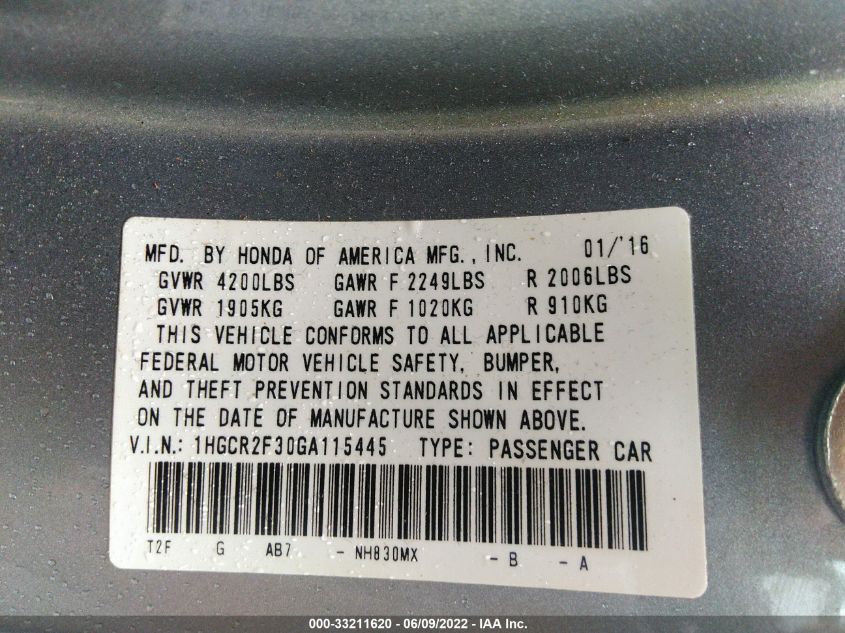 MFD. BY HONDA OF AMERICA MFG., INC. 01/'16
GVWR 4200LBS GAWR F 2249LBS R 2006LBS
GVWR 1905KG GAWR F 1020KG R 910KG
THIS VEHICLE CONFORMS TO ALL APPLICABLE
FEDERAL MOTOR VEHICLE SAFETY, BUMPER,
AND THEFT PREVENTION STANDARDS IN EFFECT
ON THE DATE OF MANUFACTURE SHOWN ABOVE.
V.I.N.: 1HGCR2F30GA115445 TYPE: PASSENGER CAR
T2F G AB7 - NH830MX - B - A
000-33211620 - 06/09/2022 - IAA Inc.